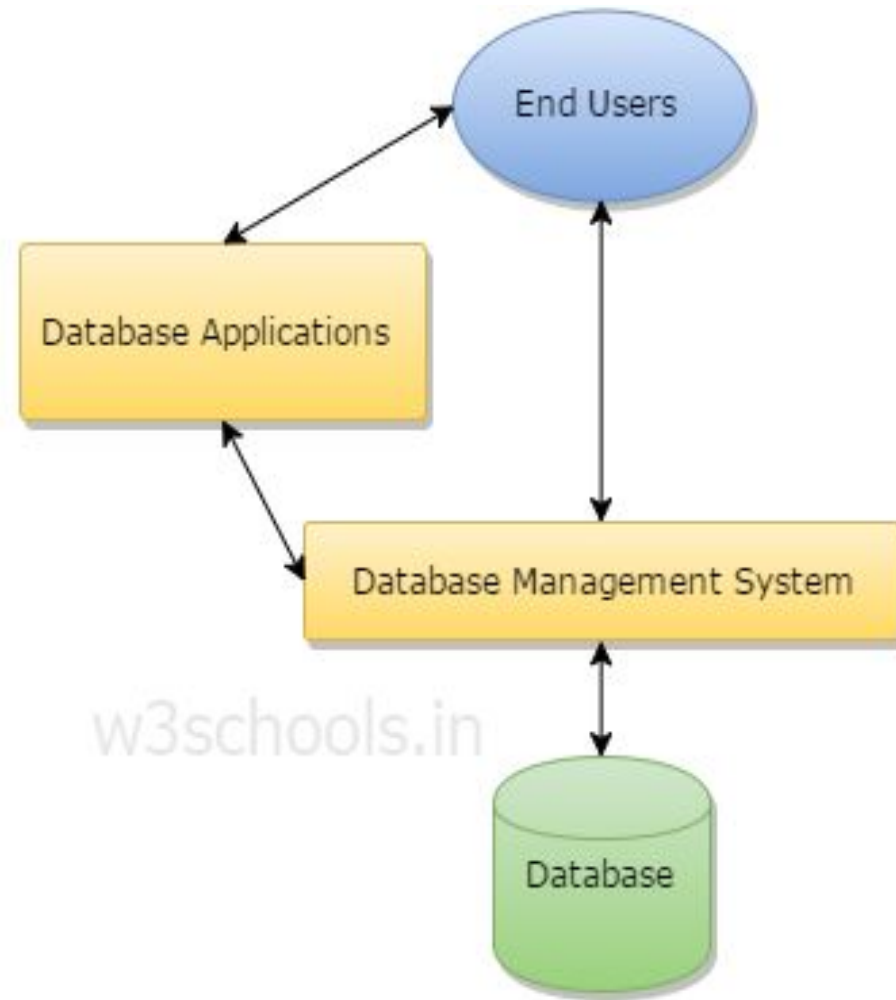 End Users
Database Applications
Database Management System
w3schools.in
Database